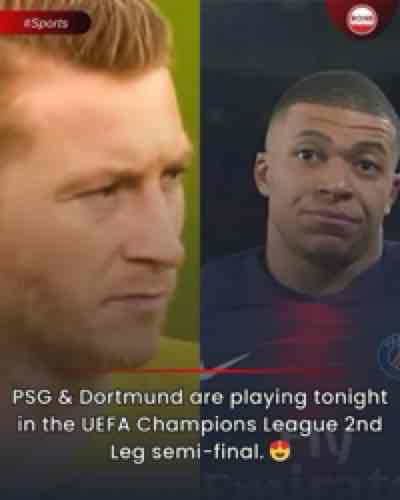 #Sports
PSG & Dortmund are playing tonight
in the UEFA Champions League 2nd
Leg semi-final. 😍